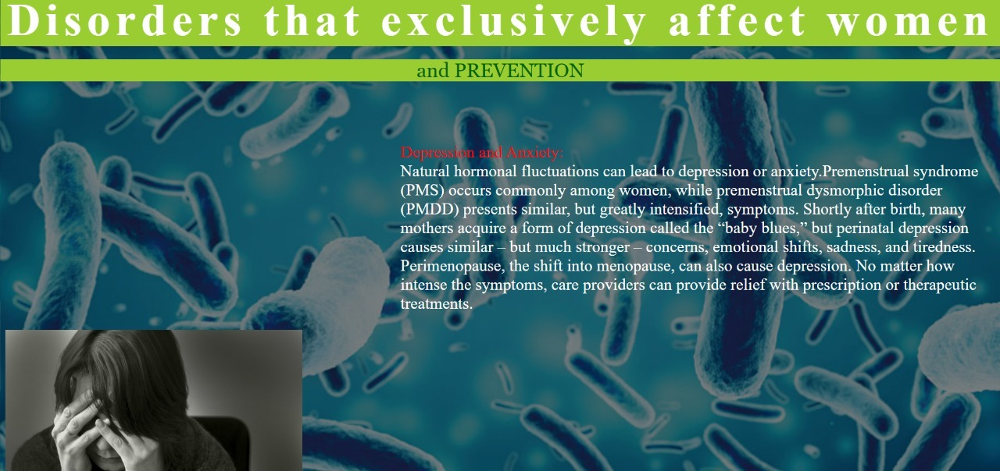 Disorders that exclusively affect women
and PREVENTION
Depression and Anxiety:
Natural hormonal fluctuations can lead to depression or anxiety.Premenstrual syndrome
(PMS) occurs commonly among women, while premenstrual dysmorphic disorder
(PMDD) presents similar, but greatly intensified, symptoms. Shortly after birth, many
mothers acquire a form of depression called the “baby blues,” but perinatal depression
causes similar – but much stronger – concerns, emotional shifts, sadness, and tiredness.
Perimenopause, the shift into menopause, can also cause depression. No matter how
intense the symptoms, care providers can provide relief with prescription or therapeutic
treatments.